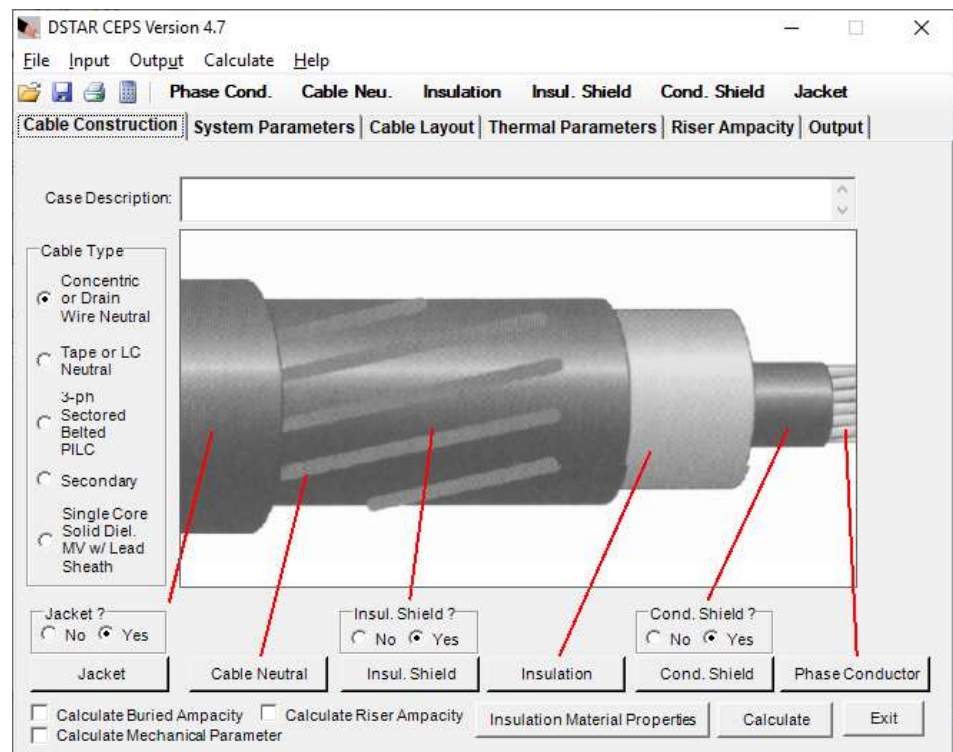 DSTAR CEPS Version 4.7
File Input Output Calculate Help
Phase Cond. Cable Neu. Insulation Insul. Shield Cond. Shield Jacket
Cable Construction System Parameters Cable Layout Thermal Parameters Riser Ampacity Output
Case Description:
Cable Type
Concentric
or Drain
Wire Neutral
Tape or LC
Neutral
3-ph
Sectored
Belted
PILC
Secondary
Single Core
Solid Diel.
MV w/ Lead
Sheath
Jacket ? Insul. Shield ? Cond. Shield ?
No Yes No Yes No Yes
Jacket Cable Neutral Insul. Shield Insulation Cond. Shield Phase Conductor
Calculate Buried Ampacity Calculate Riser Ampacity Insulation Material Properties Calculate Exit
Calculate Mechanical Parameter